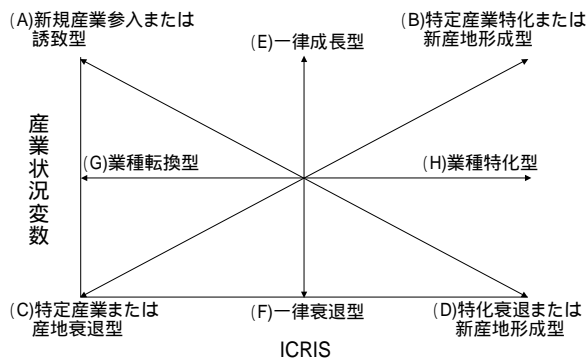 (A)新規産業参入または
誘致型
(E)一律成長型
(B)特定産業特化または
新産地形成型
産業状況変数
(G)業種転換型
(H)業種特化型
(C)特定産業または
産地衰退型
(F)一律衰退型
(D)特化衰退または
新産地形成型
ICRIS